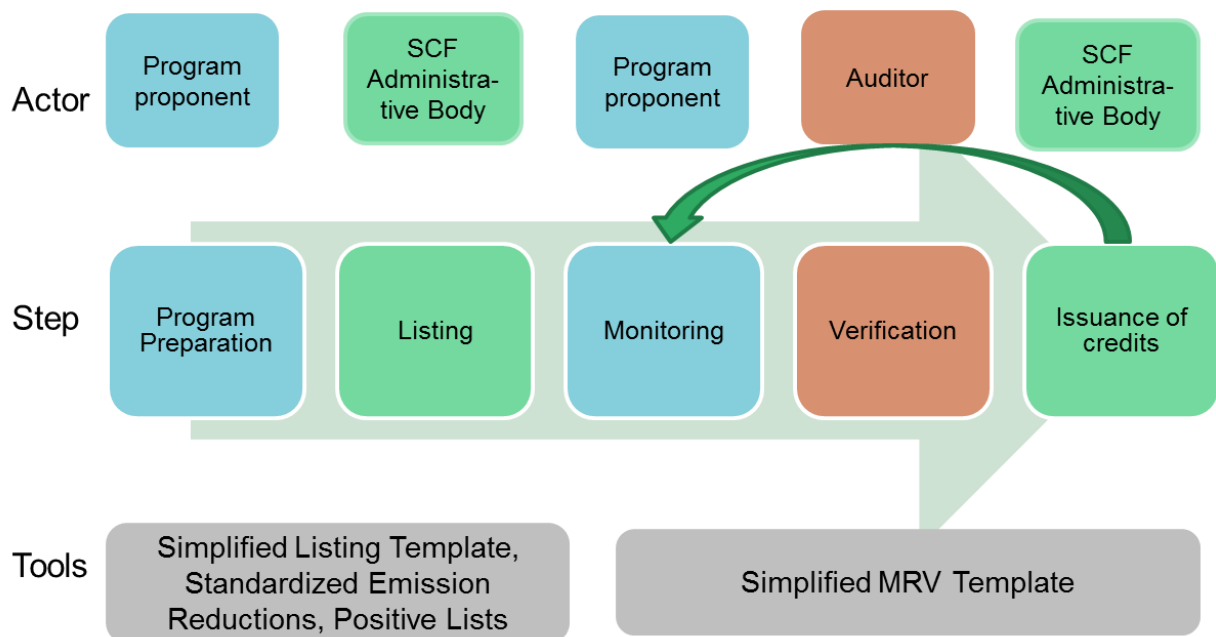 Actor
Program
proponent
SCF
Administra-
tive Body
Program
proponent
Auditor
SCF
Administra-
tive Body
Step
Program
Preparation
Listing
Monitoring
Verification
Issuance of
credits
Tools
Simplified Listing Template,
Standardized Emission
Reductions, Positive Lists
Simplified MRV Template